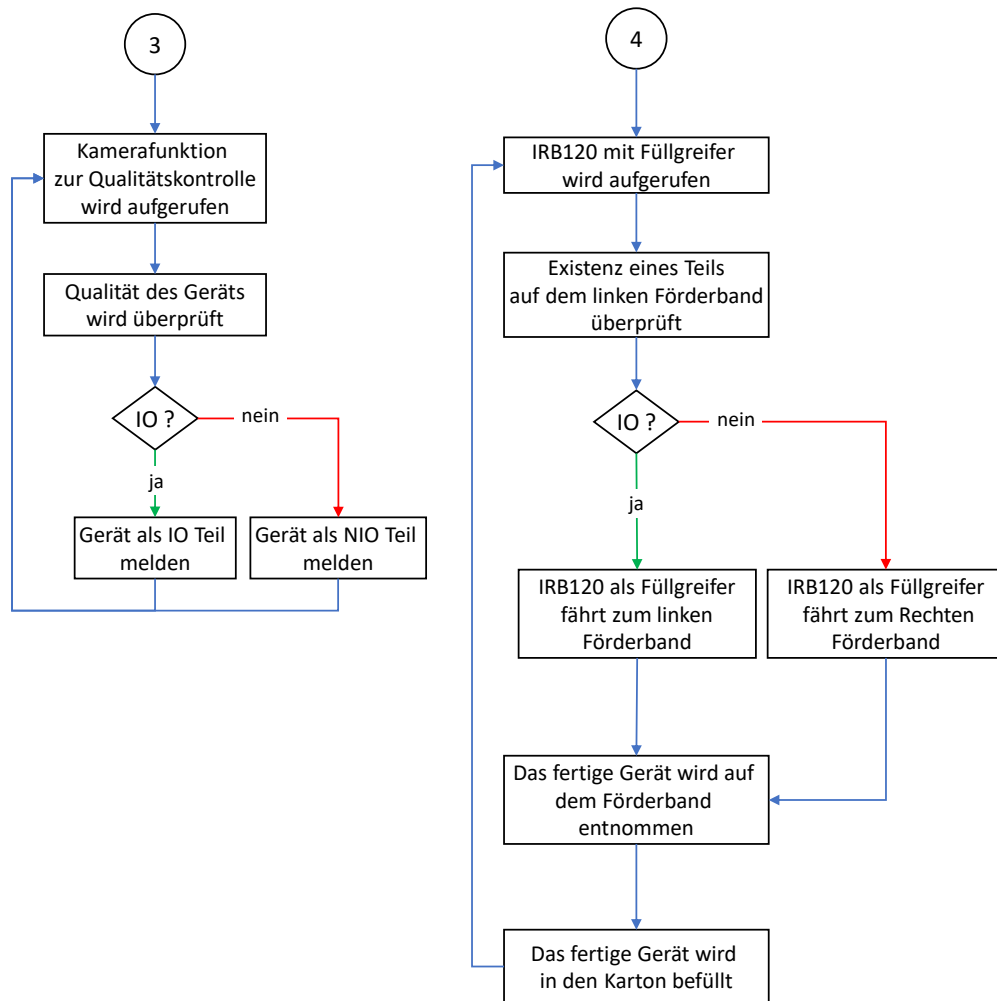 3
Kamerafunktion
zur Qualitätskontrolle
wird aufgerufen
Qualität des Geräts
wird überprüft
IO ?
nein
ja
Gerät als IO Teil
melden
Gerät als NIO Teil
melden
4
IRB120 mit Füllgreifer
wird aufgerufen
Existenz eines Teils
auf dem linken Förderband
überprüft
IO ?
nein
ja
IRB120 als Füllgreifer
fährt zum linken
Förderband
IRB120 als Füllgreifer
fährt zum Rechten
Förderband
Das fertige Gerät wird auf
dem Förderband
entnommen
Das fertige Gerät wird
in den Karton befüllt